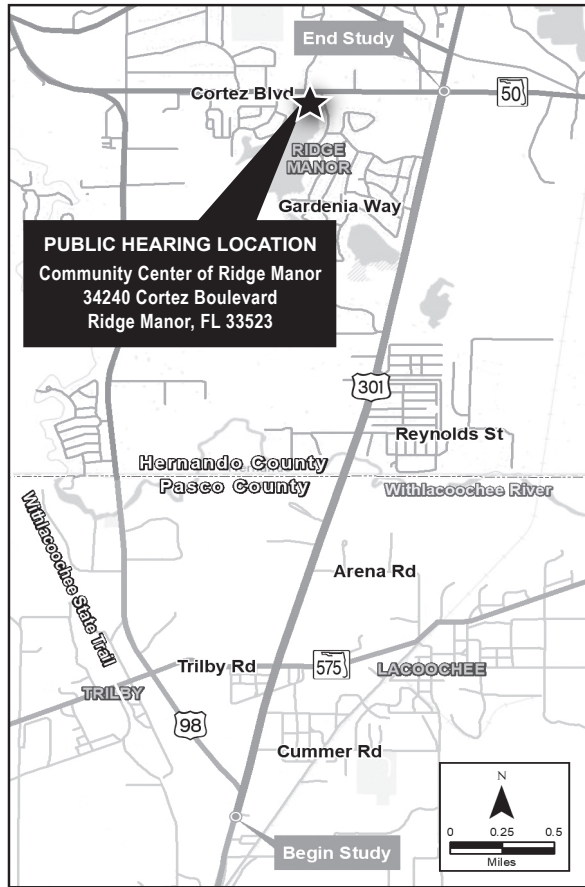 End Study
Cortez Blvd
50
RIDGE
MANOR
Gardenia Way
PUBLIC HEARING LOCATION
Community Center of Ridge Manor
34240 Cortez Boulevard
Ridge Manor, FL 33523
301
Reynolds St
Hernando County
Pasco County
Withlacoochee River
Withlacoochee State Trail
Arena Rd
Trilby Rd
575
LACOOCHEE
TRILBY
98
Cummer Rd
N
0 0.25 0.5
Miles
Begin Study